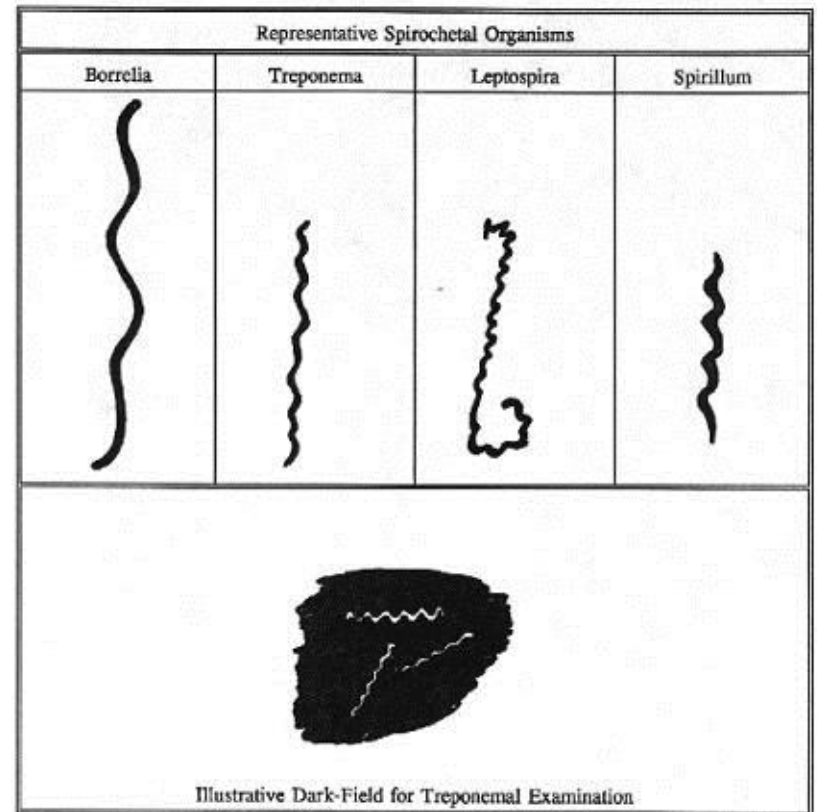 Representative Spirochetal Organisms
Borrelia Treponema Leptospira Spirillum
Illustrative Dark-Field for Treponemal Examination